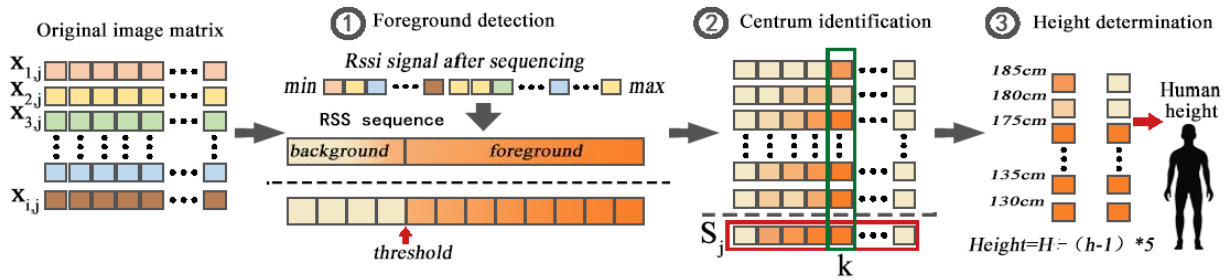 Original image matrix
X1,j
X2,j
X3,j
Xi,j
1 Foreground detection
Rssi signal after sequencing
min max
RSS sequence
background foreground
threshold
2 Centrum identification
Sj
k
3 Height determination
185cm
180cm
175cm
135cm
130cm
Human
height
Height=H - (h-1) *5